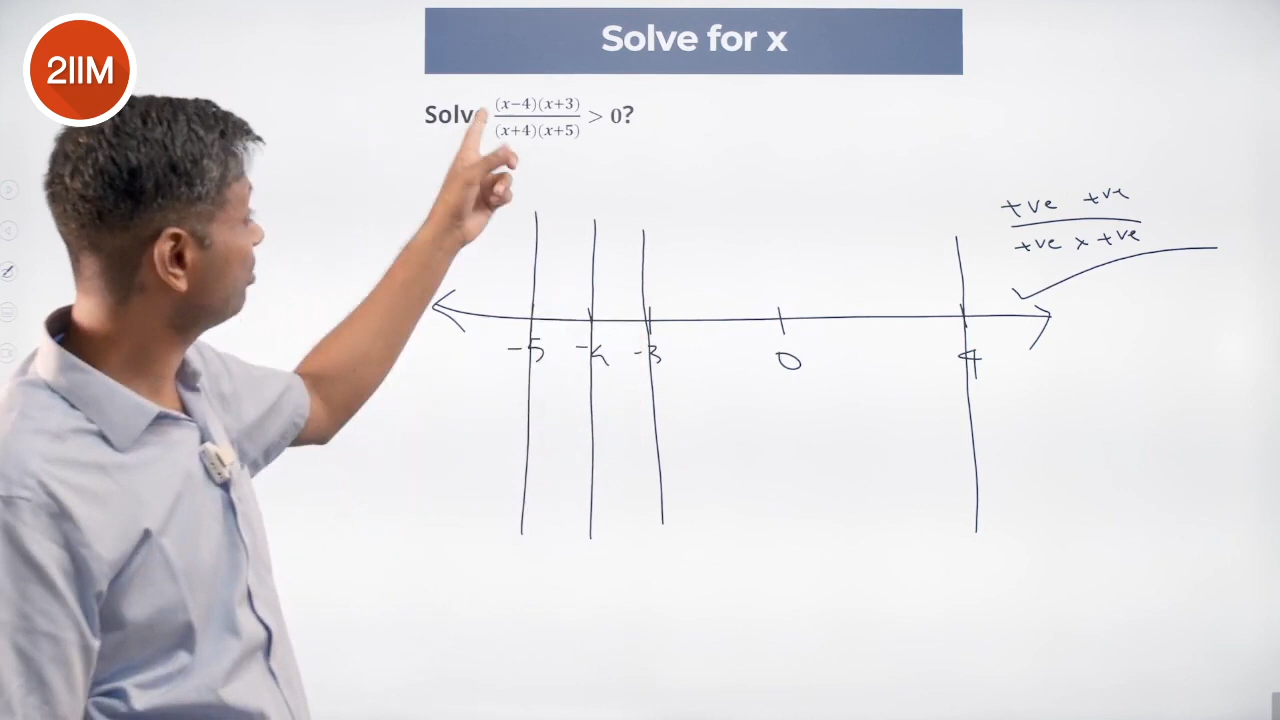 2IIM
Solve for x
Solve (x−4)(x+3)/(x+4)(x+5) > 0?
+ve +ve
+ve x +ve
-5 -4 -3 0 4